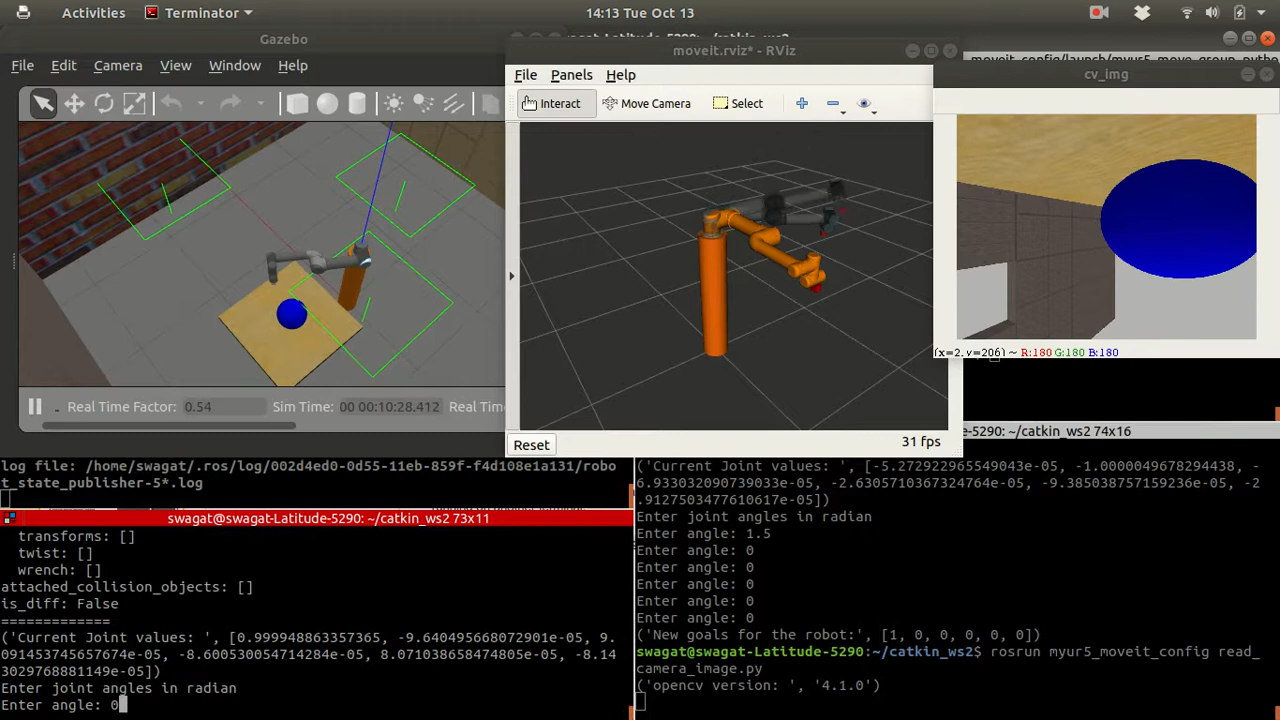 Activities
Terminator
14:13 Tue Oct 13
Gazebo
File Edit Camera View Window Help
Real Time Factor: 0.54 Sim Time: 00 00:10:28.412 Real Time
moveit.rviz* - RViz
File Panels Help
Interact Move Camera Select
Reset
31 fps
cv_img
(x=2, y=206) ~ R:180 G:180 B:180
e-5290: ~/catkin_ws2 74x16
log file: /home/swagat/.ros/log/002d4ed0-0d55-11eb-859f-f4d108e1a131/robo
t_state_publisher-5*.log
swagat@swagat-Latitude-5290: ~/catkin_ws2 73x11
transforms: []
twist: []
wrench: []
attached_collision_objects: []
is_diff: False
=============
('Current Joint values: ', [0.999948863357365, -9.640495668072901e-05, 9.
091453745657674e-05, -8.600530054714284e-05, 8.071038658474805e-05, -8.14
3029768881149e-05])
Enter joint angles in radian
Enter angle: 0
('Current Joint values: ', [-5.272922965549043e-05, -1.0000049678294438, -
6.933032090739033e-05, -2.6305710367324764e-05, -9.385038757159236e-05, -2
.9127503477610617e-05])
Enter joint angles in radian
Enter angle: 1.5
Enter angle: 0
Enter angle: 0
Enter angle: 0
Enter angle: 0
Enter angle: 0
('New goals for the robot:', [1, 0, 0, 0, 0, 0])
swagat@swagat-Latitude-5290:~/catkin_ws2$ rosrun myur5_moveit_config read_
camera_image.py
('opencv version: ', '4.1.0')